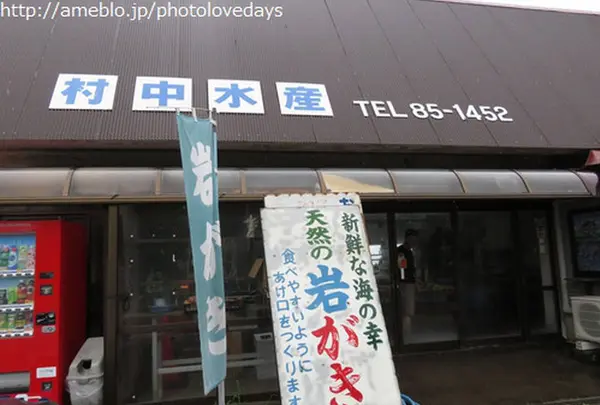 http://ameblo.jp/photolovedays
村中水産 TEL 85-1452
岩がき
新鮮な海の幸
天然の
岩がき
食べやすいように
あけ口をつくります